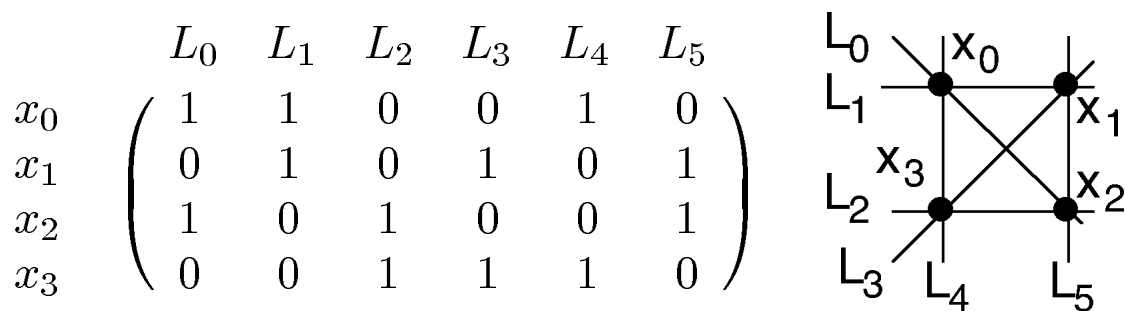 L₀ L₁ L₂ L₃ L₄ L₅
x₀ 1 1 0 0 1 0
x₁ 0 1 0 1 0 1
x₂ 1 0 1 0 0 1
x₃ 0 0 1 1 1 0
L₀ x₀
L₁ x₁
x₃ x₂
L₂
L₃ L₄ L₅